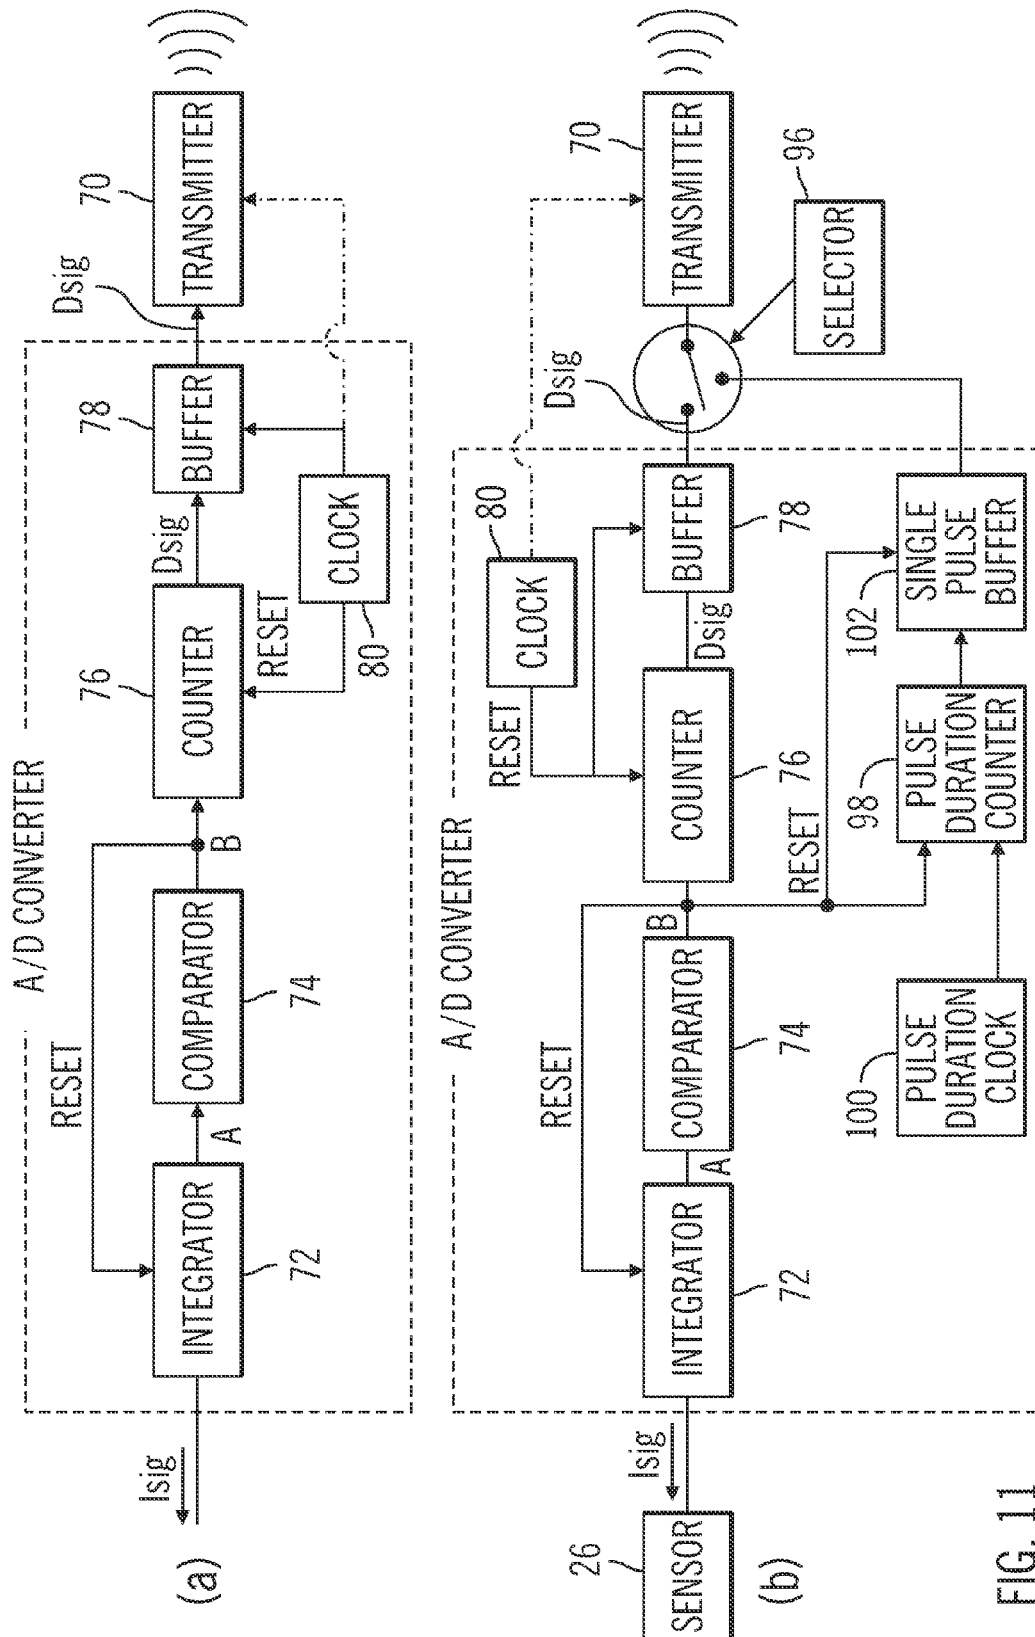 (a)
Isig
A/D CONVERTER
RESET
INTEGRATOR
72
A
COMPARATOR
74
B
COUNTER
76
RESET
Dsig
BUFFER
78
CLOCK
80
Dsig
TRANSMITTER
70
(b)
SENSOR
26
Isig
A/D CONVERTER
RESET
INTEGRATOR
72
A
COMPARATOR
74
B
COUNTER
76
RESET
CLOCK
80
Dsig
BUFFER
78
Dsig
TRANSMITTER
70
SELECTOR
96
RESET
PULSE
DURATION
CLOCK
100
PULSE
DURATION
COUNTER
98
SINGLE
PULSE
BUFFER
102
FIG. 11